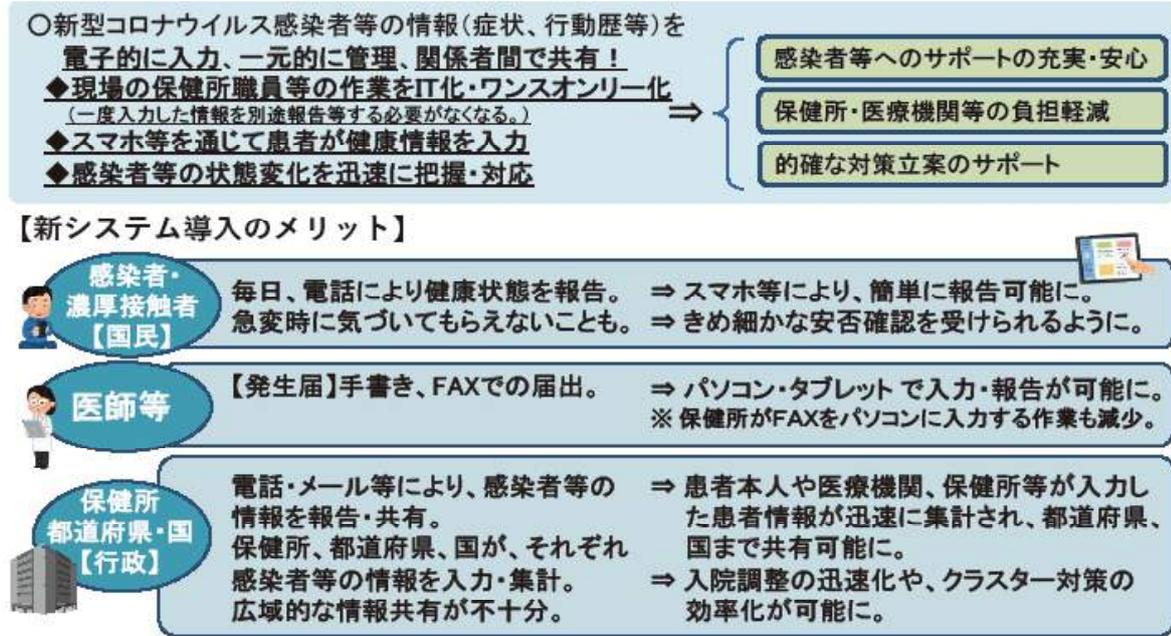 ○新型コロナウイルス感染者等の情報(症状、行動歴等)を
電子的に入力、一元的に管理、関係者間で共有!
◆現場の保健所職員等の作業をIT化・ワンスオンリー化
(一度入力した情報を別途報告等する必要がなくなる。)
◆スマホ等を通じて患者が健康情報を入力
◆感染者等の状態変化を迅速に把握・対応
⇒
感染者等へのサポートの充実・安心
保健所・医療機関等の負担軽減
的確な対策立案のサポート
【新システム導入のメリット】
感染者・
濃厚接触者
【国民】
毎日、電話により健康状態を報告。
急変時に気づいてもらえないことも。
⇒ スマホ等により、簡単に報告可能に。
⇒ きめ細かな安否確認を受けられるように。
医師等
【発生届】手書き、FAXでの届出。
⇒ パソコン・タブレット で入力・報告が可能に。
※ 保健所がFAXをパソコンに入力する作業も減少。
保健所
都道府県・国
【行政】
電話・メール等により、感染者等の
情報を報告・共有。
保健所、都道府県、国が、それぞれ
感染者等の情報を入力・集計。
広域的な情報共有が不十分。
⇒ 患者本人や医療機関、保健所等が入力し
た患者情報が迅速に集計され、都道府県、
国まで共有可能に。
⇒ 入院調整の迅速化や、クラスター対策の
効率化が可能に。